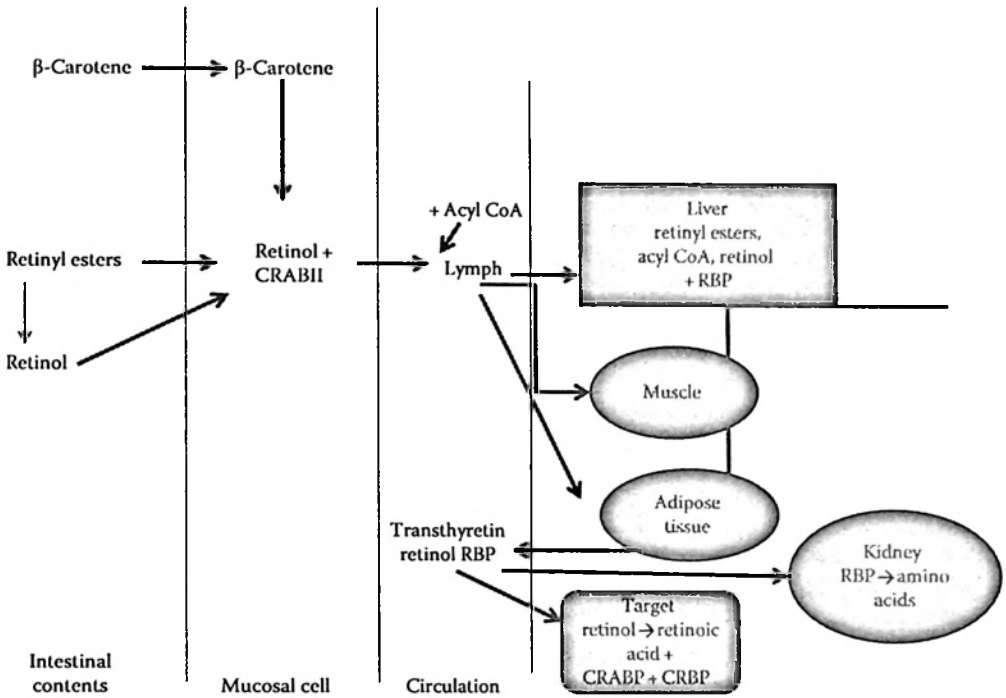 β-Carotene
β-Carotene
+ Acyl CoA
Retinyl esters
Retinol +
CRABII
Lymph
Liver
retinyl esters,
acyl CoA, retinol
+ RBP
Retinol
Muscle
Adipose
tissue
Transthyretin
retinol RBP
Kidney
RBP→amino
acids
Target
retinol→retinoic
acid +
CRABP + CRBP
Intestinal
contents
Mucosal cell
Circulation